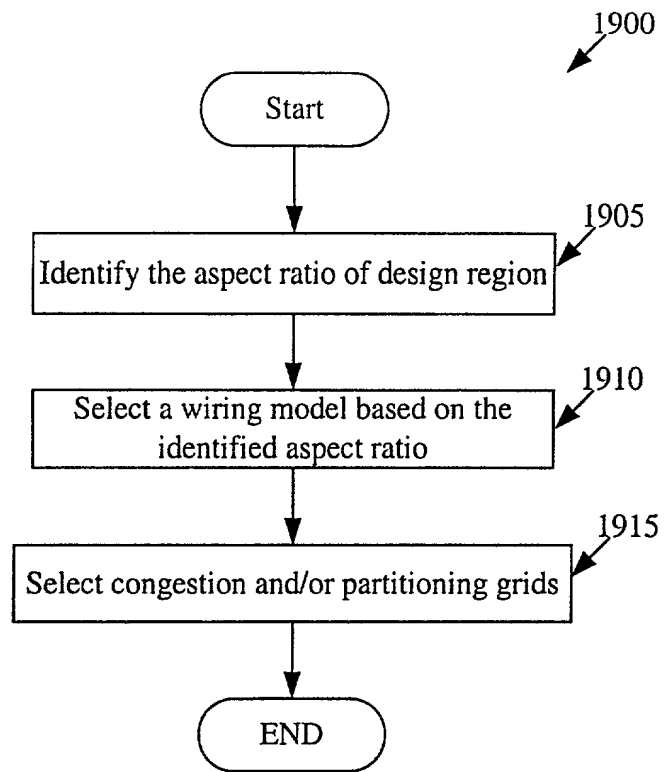 1900
Start
1905
Identify the aspect ratio of design region
1910
Select a wiring model based on the
identified aspect ratio
1915
Select congestion and/or partitioning grids
END